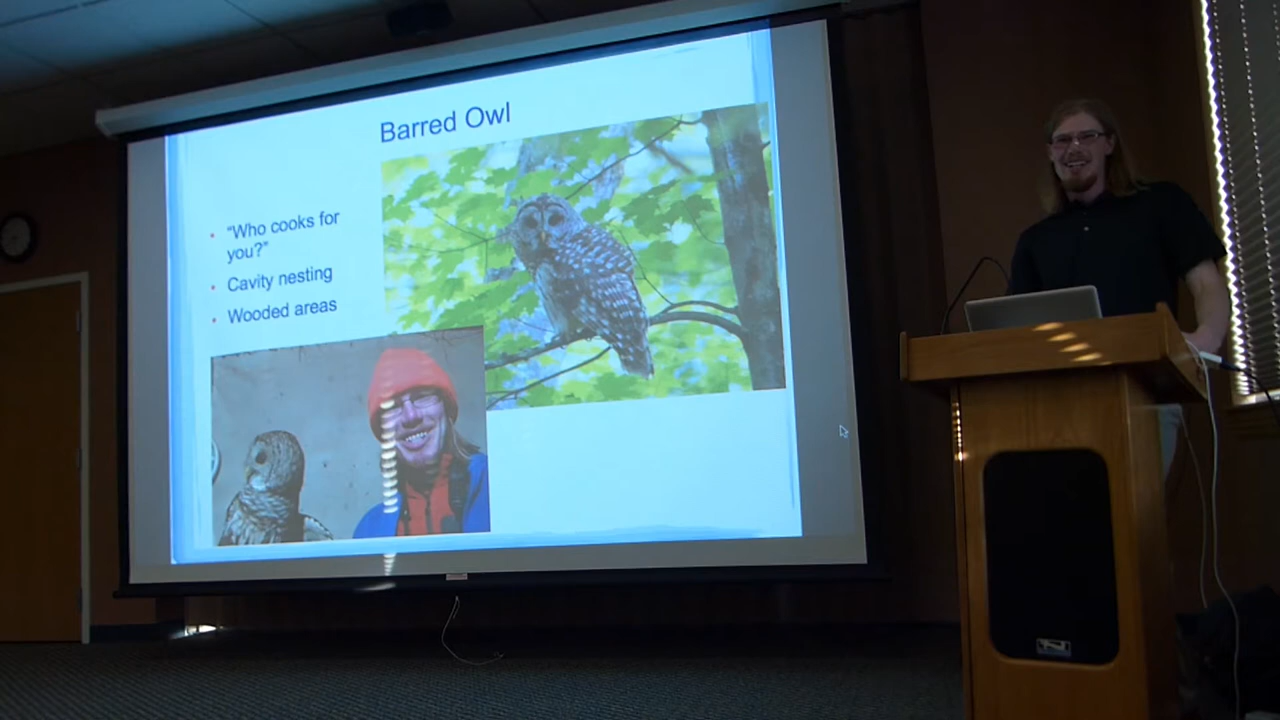 Barred Owl
“Who cooks for
you?”
Cavity nesting
Wooded areas